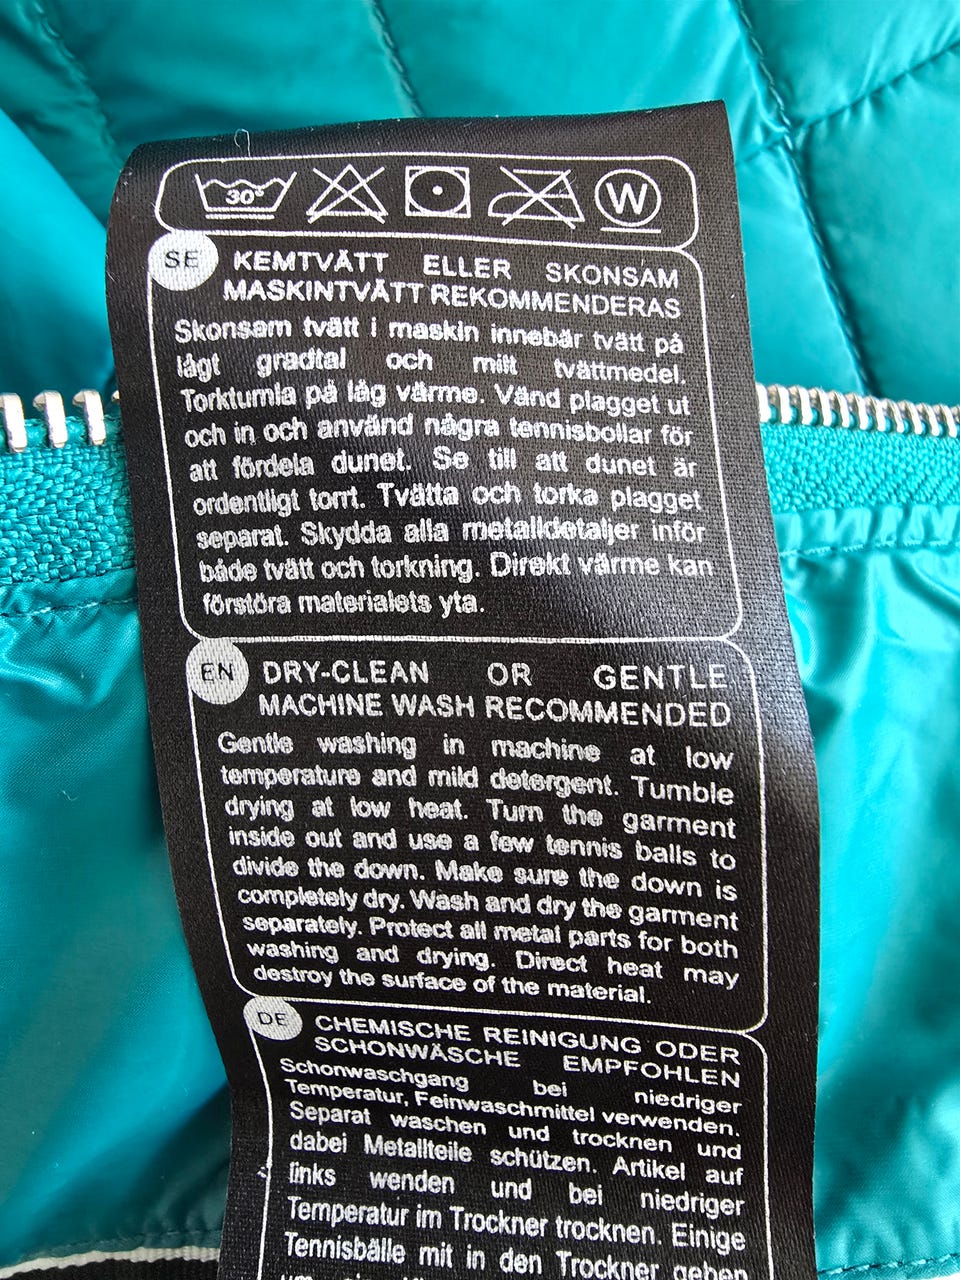 30°
W
SE
KEMTVÄTT ELLER SKONSAM
MASKINTVÄTT REKOMMENDERAS
Skonsam tvätt i maskin innebär tvätt på
lågt gradtal och milt tvättmedel.
Torktumla på låg värme. Vänd plagget ut
och in och använd några tennisbollar för
att fördela dunet. Se till att dunet är
ordentligt torrt. Tvätta och torka plagget
separat. Skydda alla metalldetaljer inför
både tvätt och torkning. Direkt värme kan
förstöra materialets yta.
EN
DRY-CLEAN OR GENTLE
MACHINE WASH RECOMMENDED
Gentle washing in machine at low
temperature and mild detergent. Tumble
drying at low heat. Turn the garment
inside out and use a few tennis balls to
divide the down. Make sure the down is
completely dry. Wash and dry the garment
separately. Protect all metal parts for both
washing and drying. Direct heat may
destroy the surface of the material.
DE
CHEMISCHE REINIGUNG ODER
SCHONWÄSCHE EMPFOHLEN
Schonwaschgang bei niedriger
Temperatur, Feinwaschmittel verwenden.
Separat waschen und trocknen und
dabei Metallteile schützen. Artikel auf
links wenden und bei niedriger
Temperatur im Trockner trocknen. Einige
Tennisbälle mit in den Trockner geben